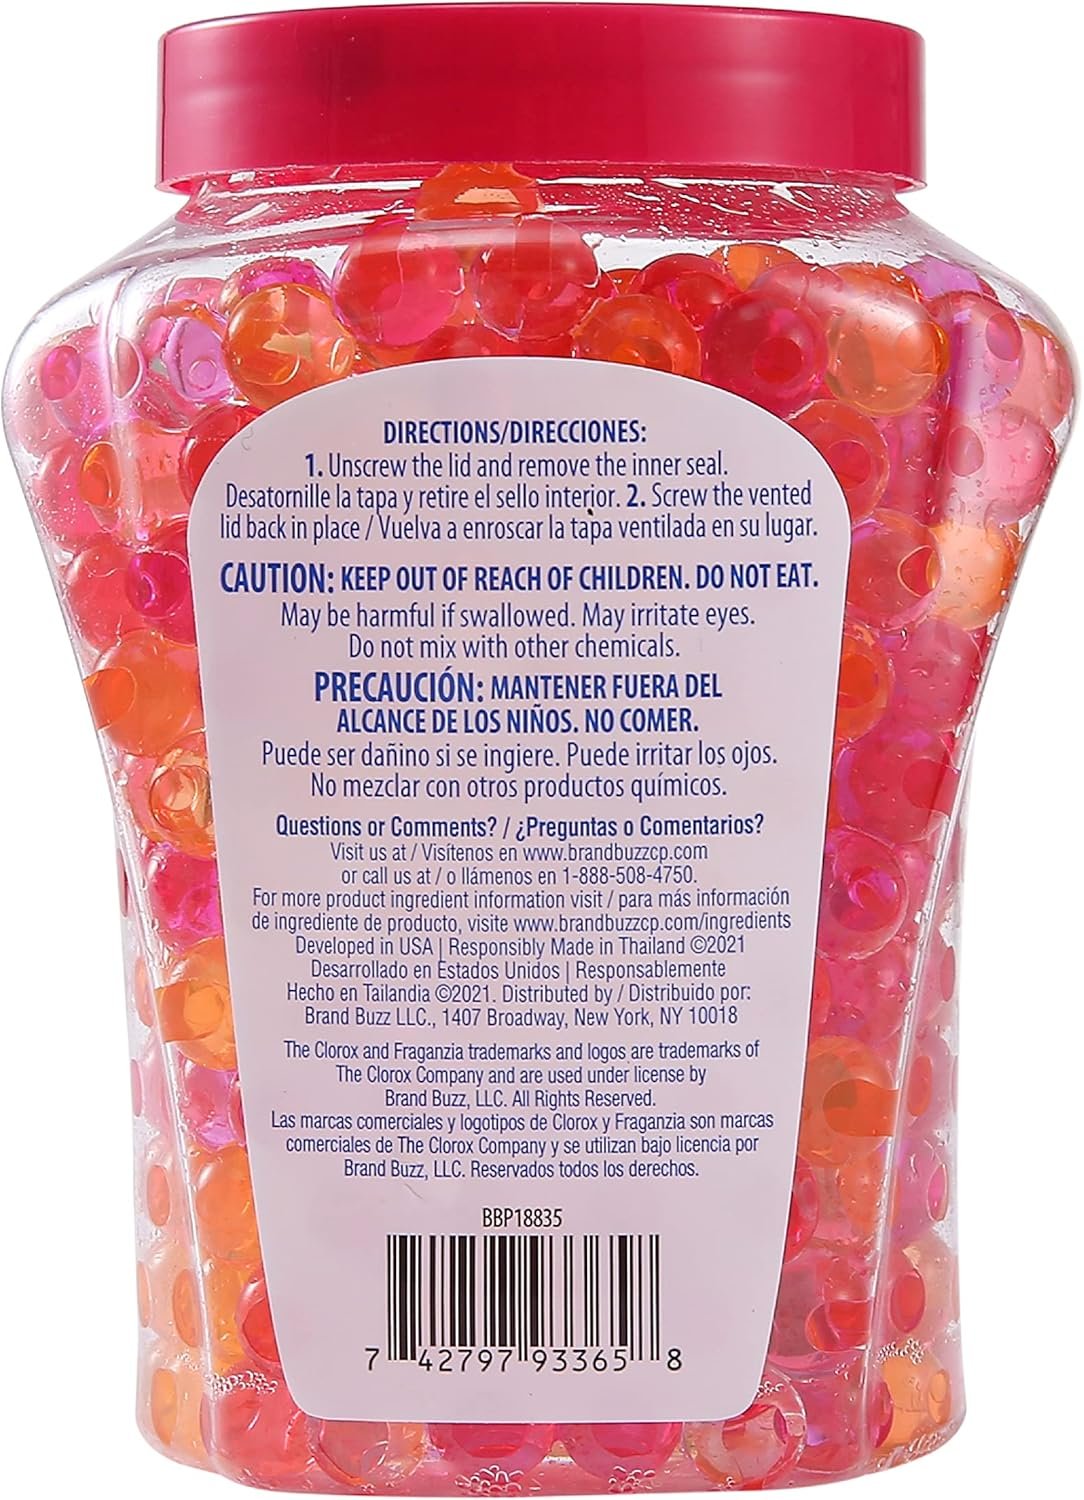 DIRECTIONS/DIRECCIONES:
1. Unscrew the lid and remove the inner seal.
Desatornille la tapa y retire el sello interior. 2. Screw the vented
lid back in place / Vuelva a enroscar la tapa ventilada en su lugar.
CAUTION: KEEP OUT OF REACH OF CHILDREN. DO NOT EAT.
May be harmful if swallowed. May irritate eyes.
Do not mix with other chemicals.
PRECAUCIÓN: MANTENER FUERA DEL
ALCANCE DE LOS NIÑOS. NO COMER.
Puede ser dañino si se ingiere. Puede irritar los ojos.
No mezclar con otros productos químicos.
Questions or Comments? / ¿Preguntas o Comentarios?
Visit us at / Visítenos en www.brandbuzzcp.com
or call us at / o llámenos en 1-888-508-4750.
For more product ingredient information visit / para más información
de ingrediente de producto, visite www.brandbuzzcp.com/ingredients
Developed in USA | Responsibly Made in Thailand ©2021
Desarrollado en Estados Unidos | Responsablemente
Hecho en Tailandia ©2021. Distributed by / Distribuido por:
Brand Buzz LLC., 1407 Broadway, New York, NY 10018
The Clorox and Fraganzia trademarks and logos are trademarks of
The Clorox Company and are used under license by
Brand Buzz, LLC. All Rights Reserved.
Las marcas comerciales y logotipos de Clorox y Fraganzia son marcas
comerciales de The Clorox Company y se utilizan bajo licencia por
Brand Buzz, LLC. Reservados todos los derechos.
BBP18835
7 42797 93365 8